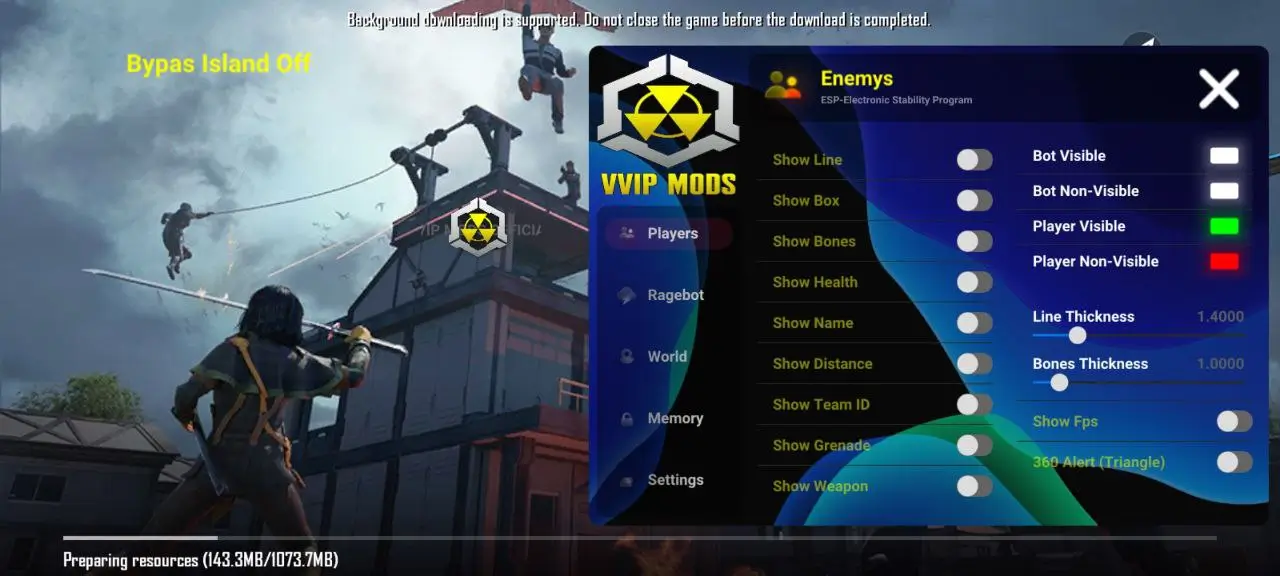 Background downloading is supported. Do not close the game before the download is completed.
Bypas Island Off
VVIP MODS
Players
Ragebot
World
Memory
Settings
Enemys
ESP-Electronic Stability Program
Show Line
Show Box
Show Bones
Show Health
Show Name
Show Distance
Show Team ID
Show Grenade
Show Weapon
Bot Visible
Bot Non-Visible
Player Visible
Player Non-Visible
Line Thickness 1.4000
Bones Thickness 1.0000
Show Fps
360 Alert (Triangle)
Preparing resources (143.3MB/1073.7MB)